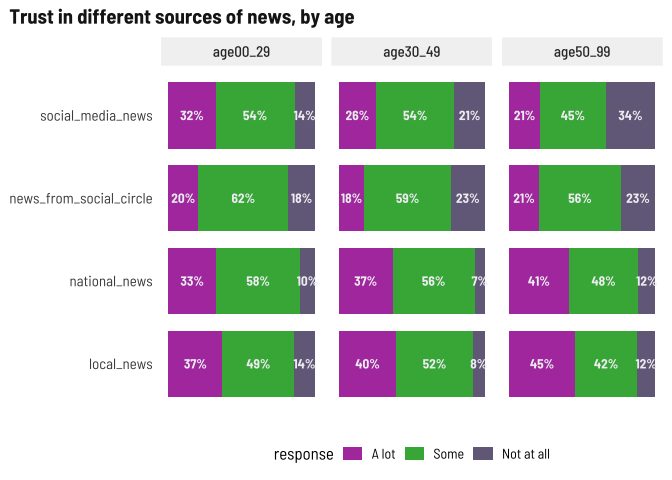 Trust in different sources of news, by age
age00_29 age30_49 age50_99
social_media_news 32% 54% 14% 26% 54% 21% 21% 45% 34%
news_from_social_circle 20% 62% 18% 18% 59% 23% 21% 56% 23%
national_news 33% 58% 10% 37% 56% 7% 41% 48% 12%
local_news 37% 49% 14% 40% 52% 8% 45% 42% 12%
response A lot Some Not at all